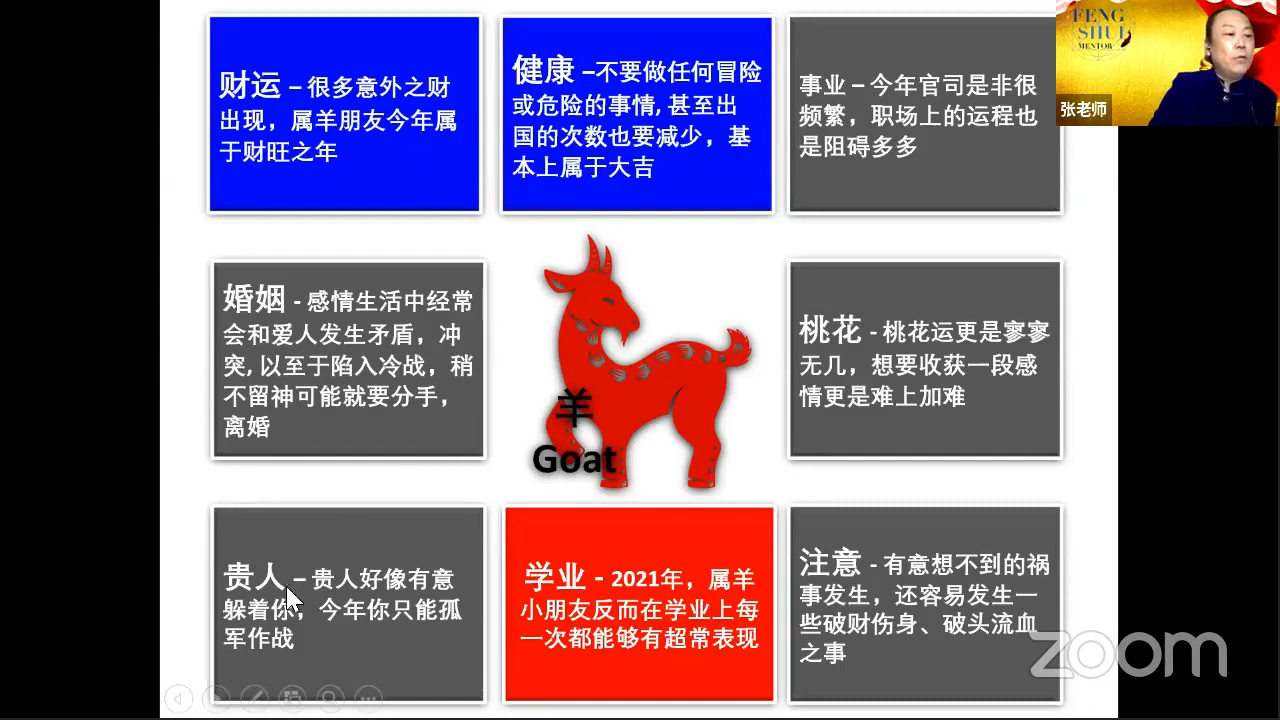 财运 – 很多意外之财
出现，属羊朋友今年属
于财旺之年
健康 –不要做任何冒险
或危险的事情, 甚至出
国的次数也要减少，基
本上属于大吉
事业 – 今年官司是非很
频繁，职场上的运程也
是阻碍多多
FENG
SHUI
MENTOR
张老师
婚姻 - 感情生活中经常
会和爱人发生矛盾，冲
突, 以至于陷入冷战，稍
不留神可能就要分手，
离婚
羊
Goat
桃花 - 桃花运更是寥寥
无几，想要收获一段感
情更是难上加难
贵人 – 贵人好像有意
躲着你，今年你只能孤
军作战
学业 - 2021年，属羊
小朋友反而在学业上每
一次都能够有超常表现
注意 - 有意想不到的祸
事发生，还容易发生一
些破财伤身、破头流血
之事
zoom